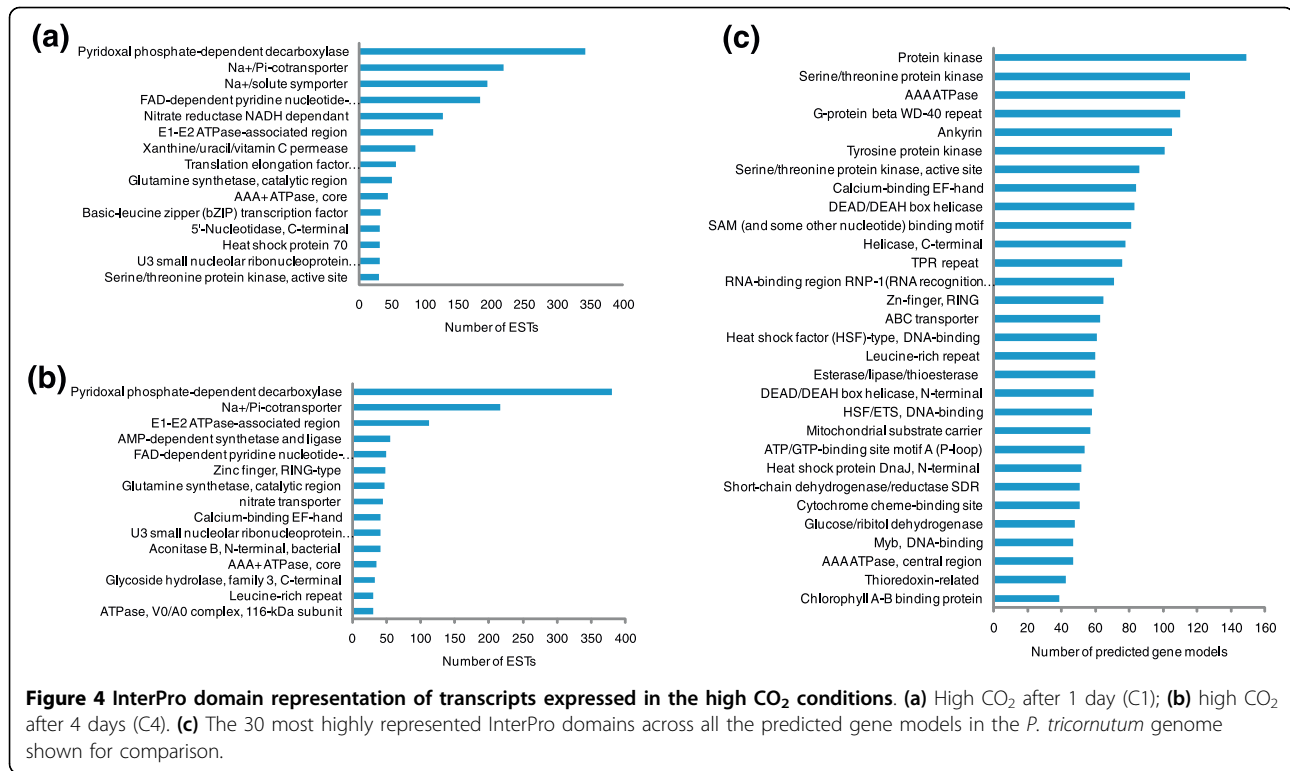 (a)
Pyridoxal phosphate-dependent decarboxylase
Na+/Pi-cotransporter
Na+/solute symporter
FAD-dependent pyridine nucleotide-…
Nitrate reductase NADH dependant
E1-E2 ATPase-associated region
Xanthine/uracil/vitamin C permease
Translation elongation factor…
Glutamine synthetase, catalytic region
AAA+ATPase, core
Basic-leucine zipper (bZIP) transcription factor
5'-Nucleotidase, C-terminal
Heat shock protein 70
U3 small nucleolar ribonucleoprotein…
Serine/threonine protein kinase, active site
0 50 100 150 200 250 300 350 400
Number of ESTs
(b)
Pyridoxal phosphate-dependent decarboxylase
Na+/Pi-cotransporter
E1-E2 ATPase-associated region
AMP-dependent synthetase and ligase
FAD-dependent pyridine nucleotide-…
Zinc finger, RING-type
Glutamine synthetase, catalytic region
nitrate transporter
Calcium-binding EF-hand
U3 small nucleolar ribonucleoprotein…
Aconitase B, N-terminal, bacterial
AAA+ATPase, core
Glycoside hydrolase, family 3, C-terminal
Leucine-rich repeat
ATPase, V0/A0 complex, 116-kDa subunit
0 50 100 150 200 250 300 350 400
Number of ESTs
(c)
Protein kinase
Serine/threonine protein kinase
AAAATPase
G-protein beta WD-40 repeat
Ankyrin
Tyrosine protein kinase
Serine/threonine protein kinase, active site
Calcium-binding EF-hand
DEAD/DEAH box helicase
SAM (and some other nucleotide) binding motif
Helicase, C-terminal
TPR repeat
RNA-binding region RNP-1(RNA recognition…
Zn-finger, RING
ABC transporter
Heat shock factor (HSF)-type, DNA-binding
Leucine-rich repeat
Esterase/lipase/thioesterase
DEAD/DEAH box helicase, N-terminal
HSF/ETS, DNA-binding
Mitochondrial substrate carrier
ATP/GTP-binding site motif A (P-loop)
Heat shock protein DnaJ, N-terminal
Short-chain dehydrogenase/reductase SDR
Cytochrome cheme-binding site
Glucose/ribitol dehydrogenase
Myb, DNA-binding
AAAATPase, central region
Thioredoxin-related
Chlorophyll A-B binding protein
0 20 40 60 80 100 120 140 160
Number of predicted gene models
Figure 4 InterPro domain representation of transcripts expressed in the high CO₂ conditions. (a) High CO₂ after 1 day (C1); (b) high CO₂
after 4 days (C4). (c) The 30 most highly represented InterPro domains across all the predicted gene models in the P. tricornutum genome
shown for comparison.